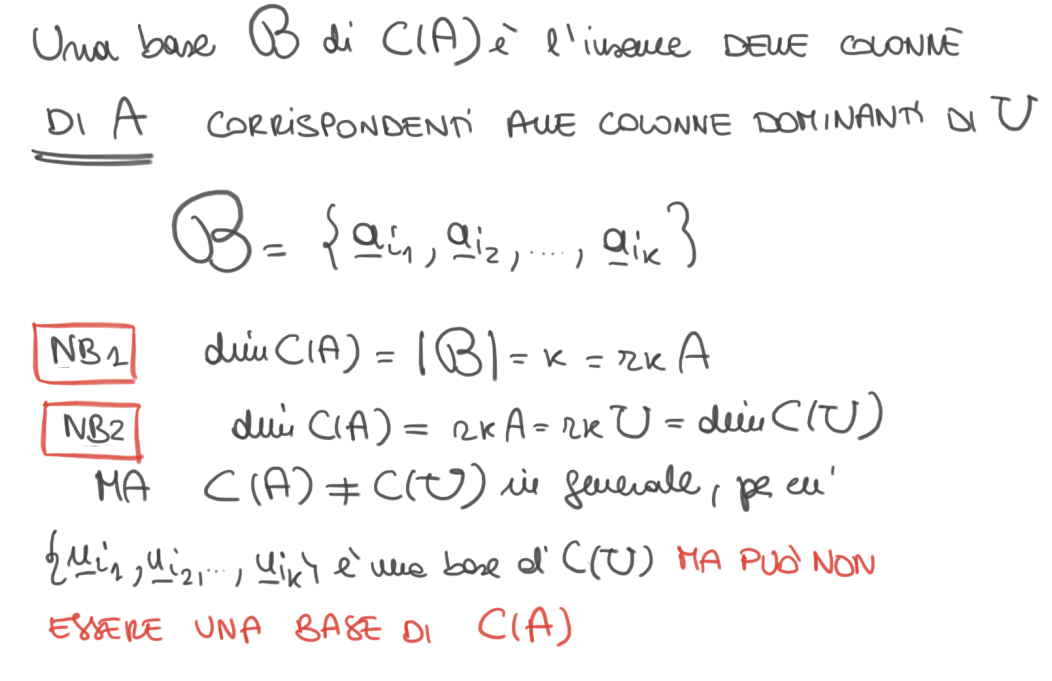 Una base B di C(A) è l'insieme DELLE COLONNE
DI A CORRISPONDENTI ALLE COLONNE DOMINANTI DI U
B = {a_i1, a_i2, ..., a_ik}
NB1 dim C(A) = |B| = k = rk A
NB2 dim C(A) = rk A = rk U = dim C(U)
MA C(A) ≠ C(U) in generale, perché
{u_i1, u_i2, ..., u_ik} è una base di C(U) MA PUÒ NON
ESSERE UNA BASE DI C(A)